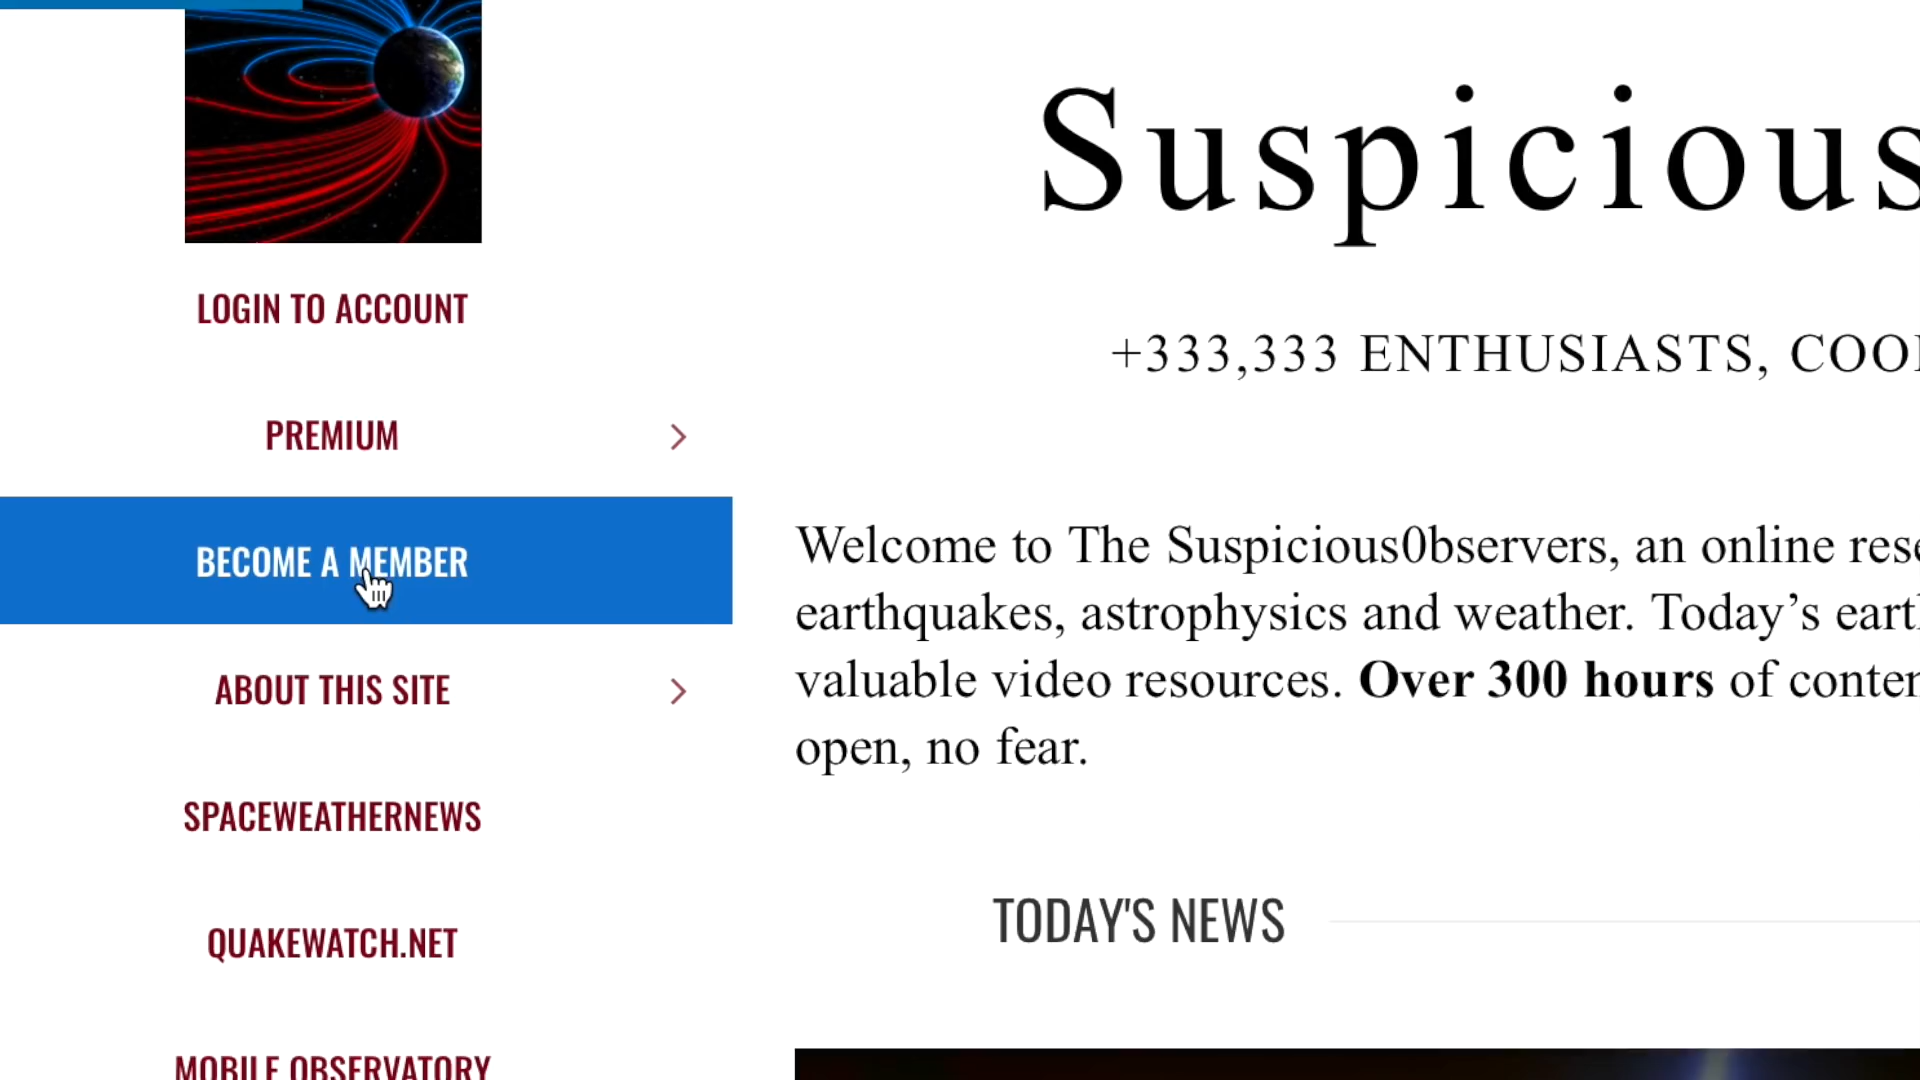 LOGIN TO ACCOUNT
PREMIUM
BECOME A MEMBER
ABOUT THIS SITE
SPACEWEATHERNEWS
QUAKEWATCH.NET
MOBILE OBSERVATORY
Suspicious
+333,333 ENTHUSIASTS,
Welcome to The Suspicious0bservers, an online
earthquakes, astrophysics and weather. Today’s
valuable video resources. Over 300 hours of
open, no fear.
TODAY'S NEWS